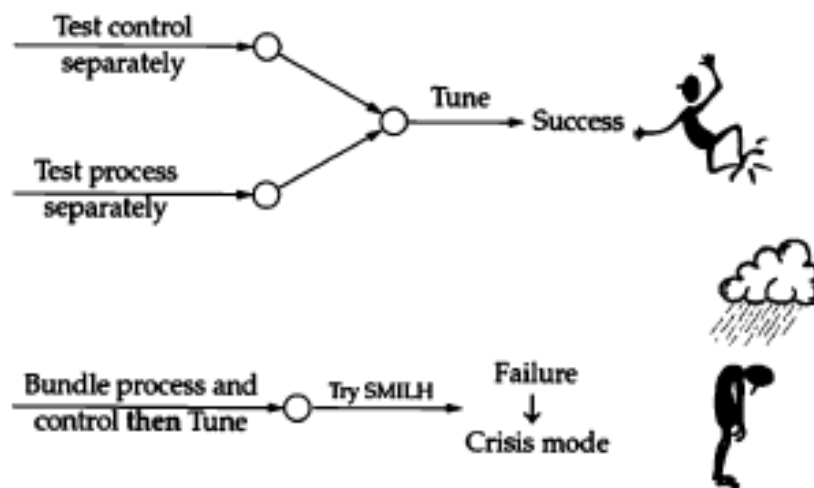 Test control
separately
Tune
Success
Test process
separately
Bundle process and
control then Tune
Try SMILH
Failure
Crisis mode